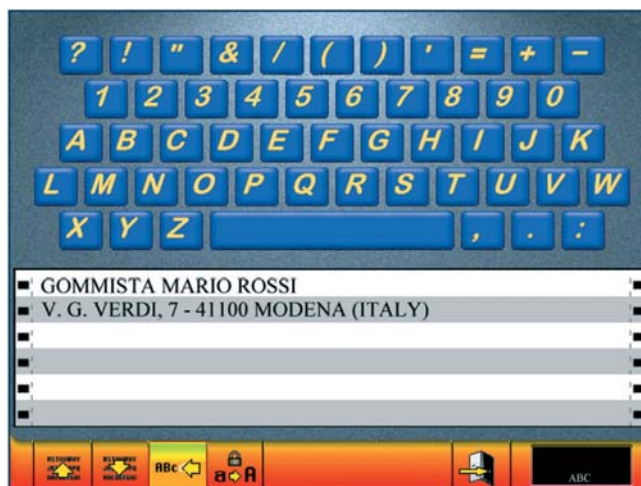 ? ! " & / ( ) ' = + −
1 2 3 4 5 6 7 8 9 0
A B C D E F G H I J K
L M N O P Q R S T U V W
X Y Z , . :
GOMMISTA MARIO ROSSI
V. G. VERDI, 7 - 41100 MODENA (ITALY)
ABc a A ABC